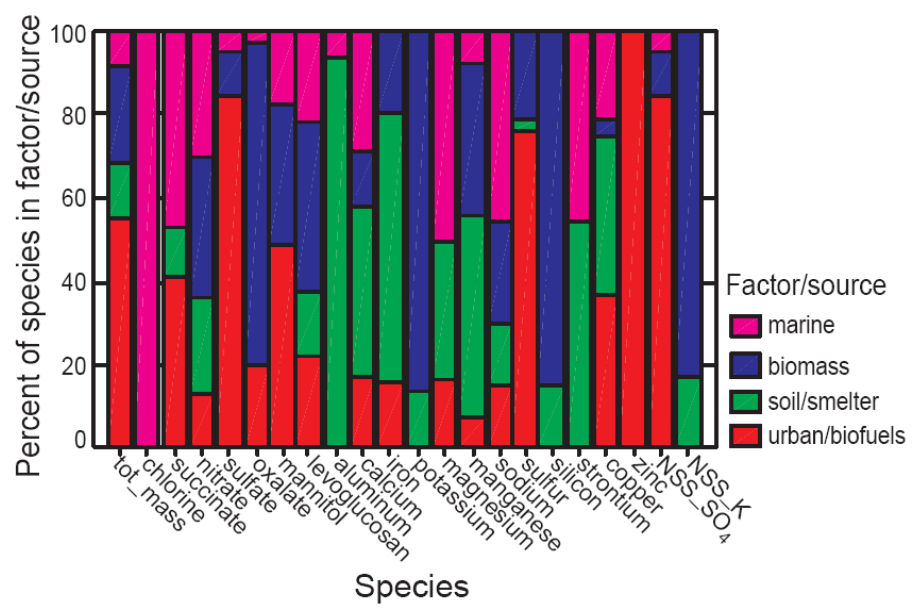 Percent of species in factor/source
100
80
60
40
20
0
tot_mass
chlorine
succinate
nitrate
sulfate
oxalate
mannitol
levoglucosan
aluminum
calcium
iron
potassium
magnesium
manganese
sodium
sulfur
silicon
strontium
copper
zinc
NSS_SO₄
NSS_K
Species
Factor/source
marine
biomass
soil/smelter
urban/biofuels